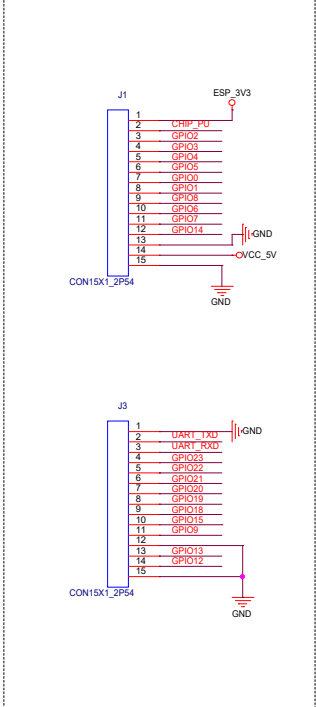 J1
ESP_3V3
1
2 CHIP_PU
3 GPIO2
4 GPIO3
5 GPIO4
6 GPIO5
7 GPIO0
8 GPIO1
9 GPIO8
10 GPIO6
11 GPIO7
12 GPIO14
13 GND
14 VCC_5V
15
CON15X1_2P54
GND
J3
1 GND
2 UART_TXD
3 UART_RXD
4 GPIO23
5 GPIO22
6 GPIO21
7 GPIO20
8 GPIO19
9 GPIO18
10 GPIO15
11 GPIO9
12
13 GPIO13
14 GPIO12
15
CON15X1_2P54
GND